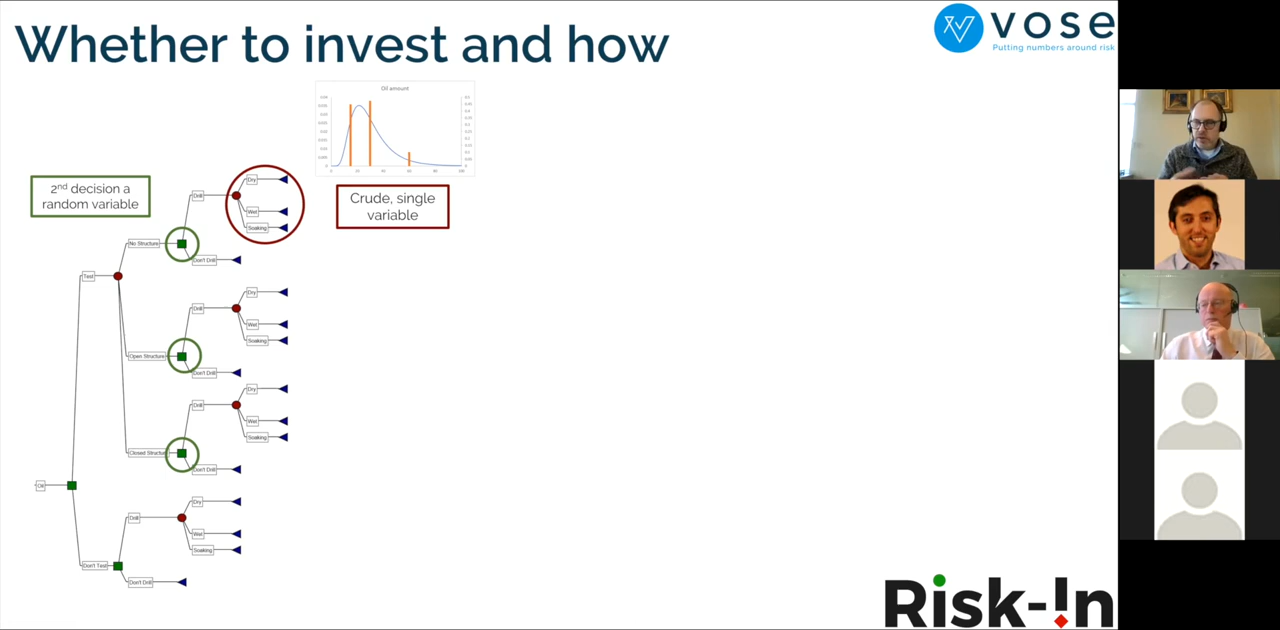 Whether to invest and how
vose
Putting numbers around risk
Oil amount
2nd decision a
random variable
Crude, single
variable
Dry
Drill
Wet
Soaking
No Structure
Don't Drill
Test
Dry
Drill
Wet
Soaking
Open Structure
Don't Drill
Dry
Drill
Wet
Soaking
Closed Structure
Don't Drill
Oil
Dry
Drill
Wet
Soaking
Don't Test
Don't Drill
Risk-!n